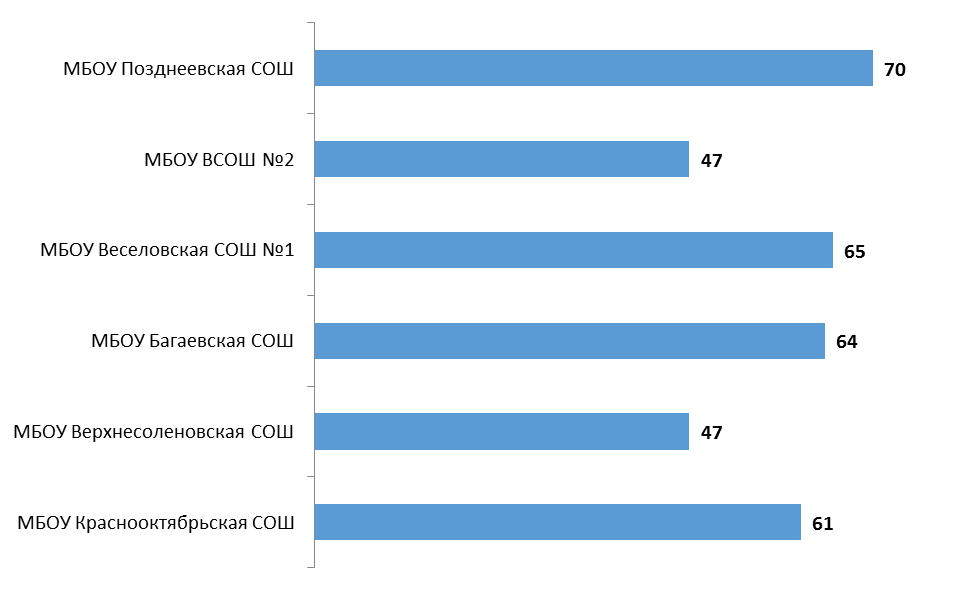 МБОУ Позднеевская СОШ 70
МБОУ ВСОШ №2 47
МБОУ Веселовская СОШ №1 65
МБОУ Багаевская СОШ 64
МБОУ Верхнесоленовская СОШ 47
МБОУ Краснооктябрьская СОШ 61